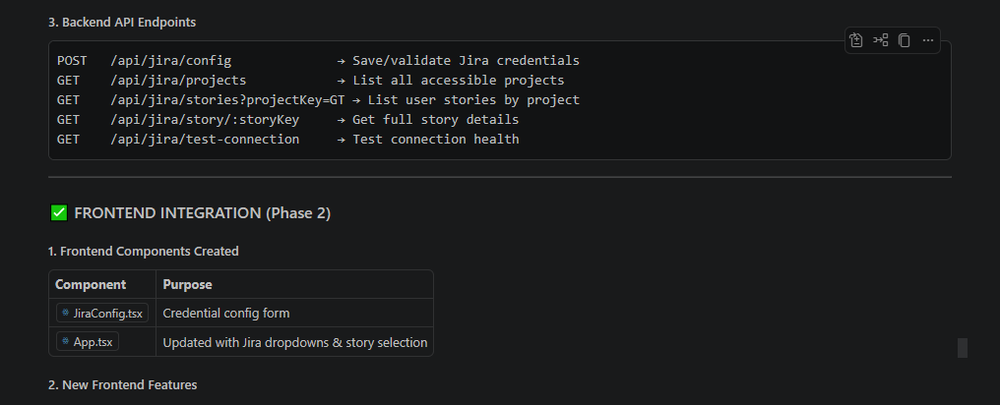 3. Backend API Endpoints
POST /api/jira/config → Save/validate Jira credentials
GET /api/jira/projects → List all accessible projects
GET /api/jira/stories?projectKey=GT → List user stories by project
GET /api/jira/story/:storyKey → Get full story details
GET /api/jira/test-connection → Test connection health
✅ FRONTEND INTEGRATION (Phase 2)
1. Frontend Components Created
Component Purpose
JiraConfig.tsx Credential config form
App.tsx Updated with Jira dropdowns & story selection
2. New Frontend Features